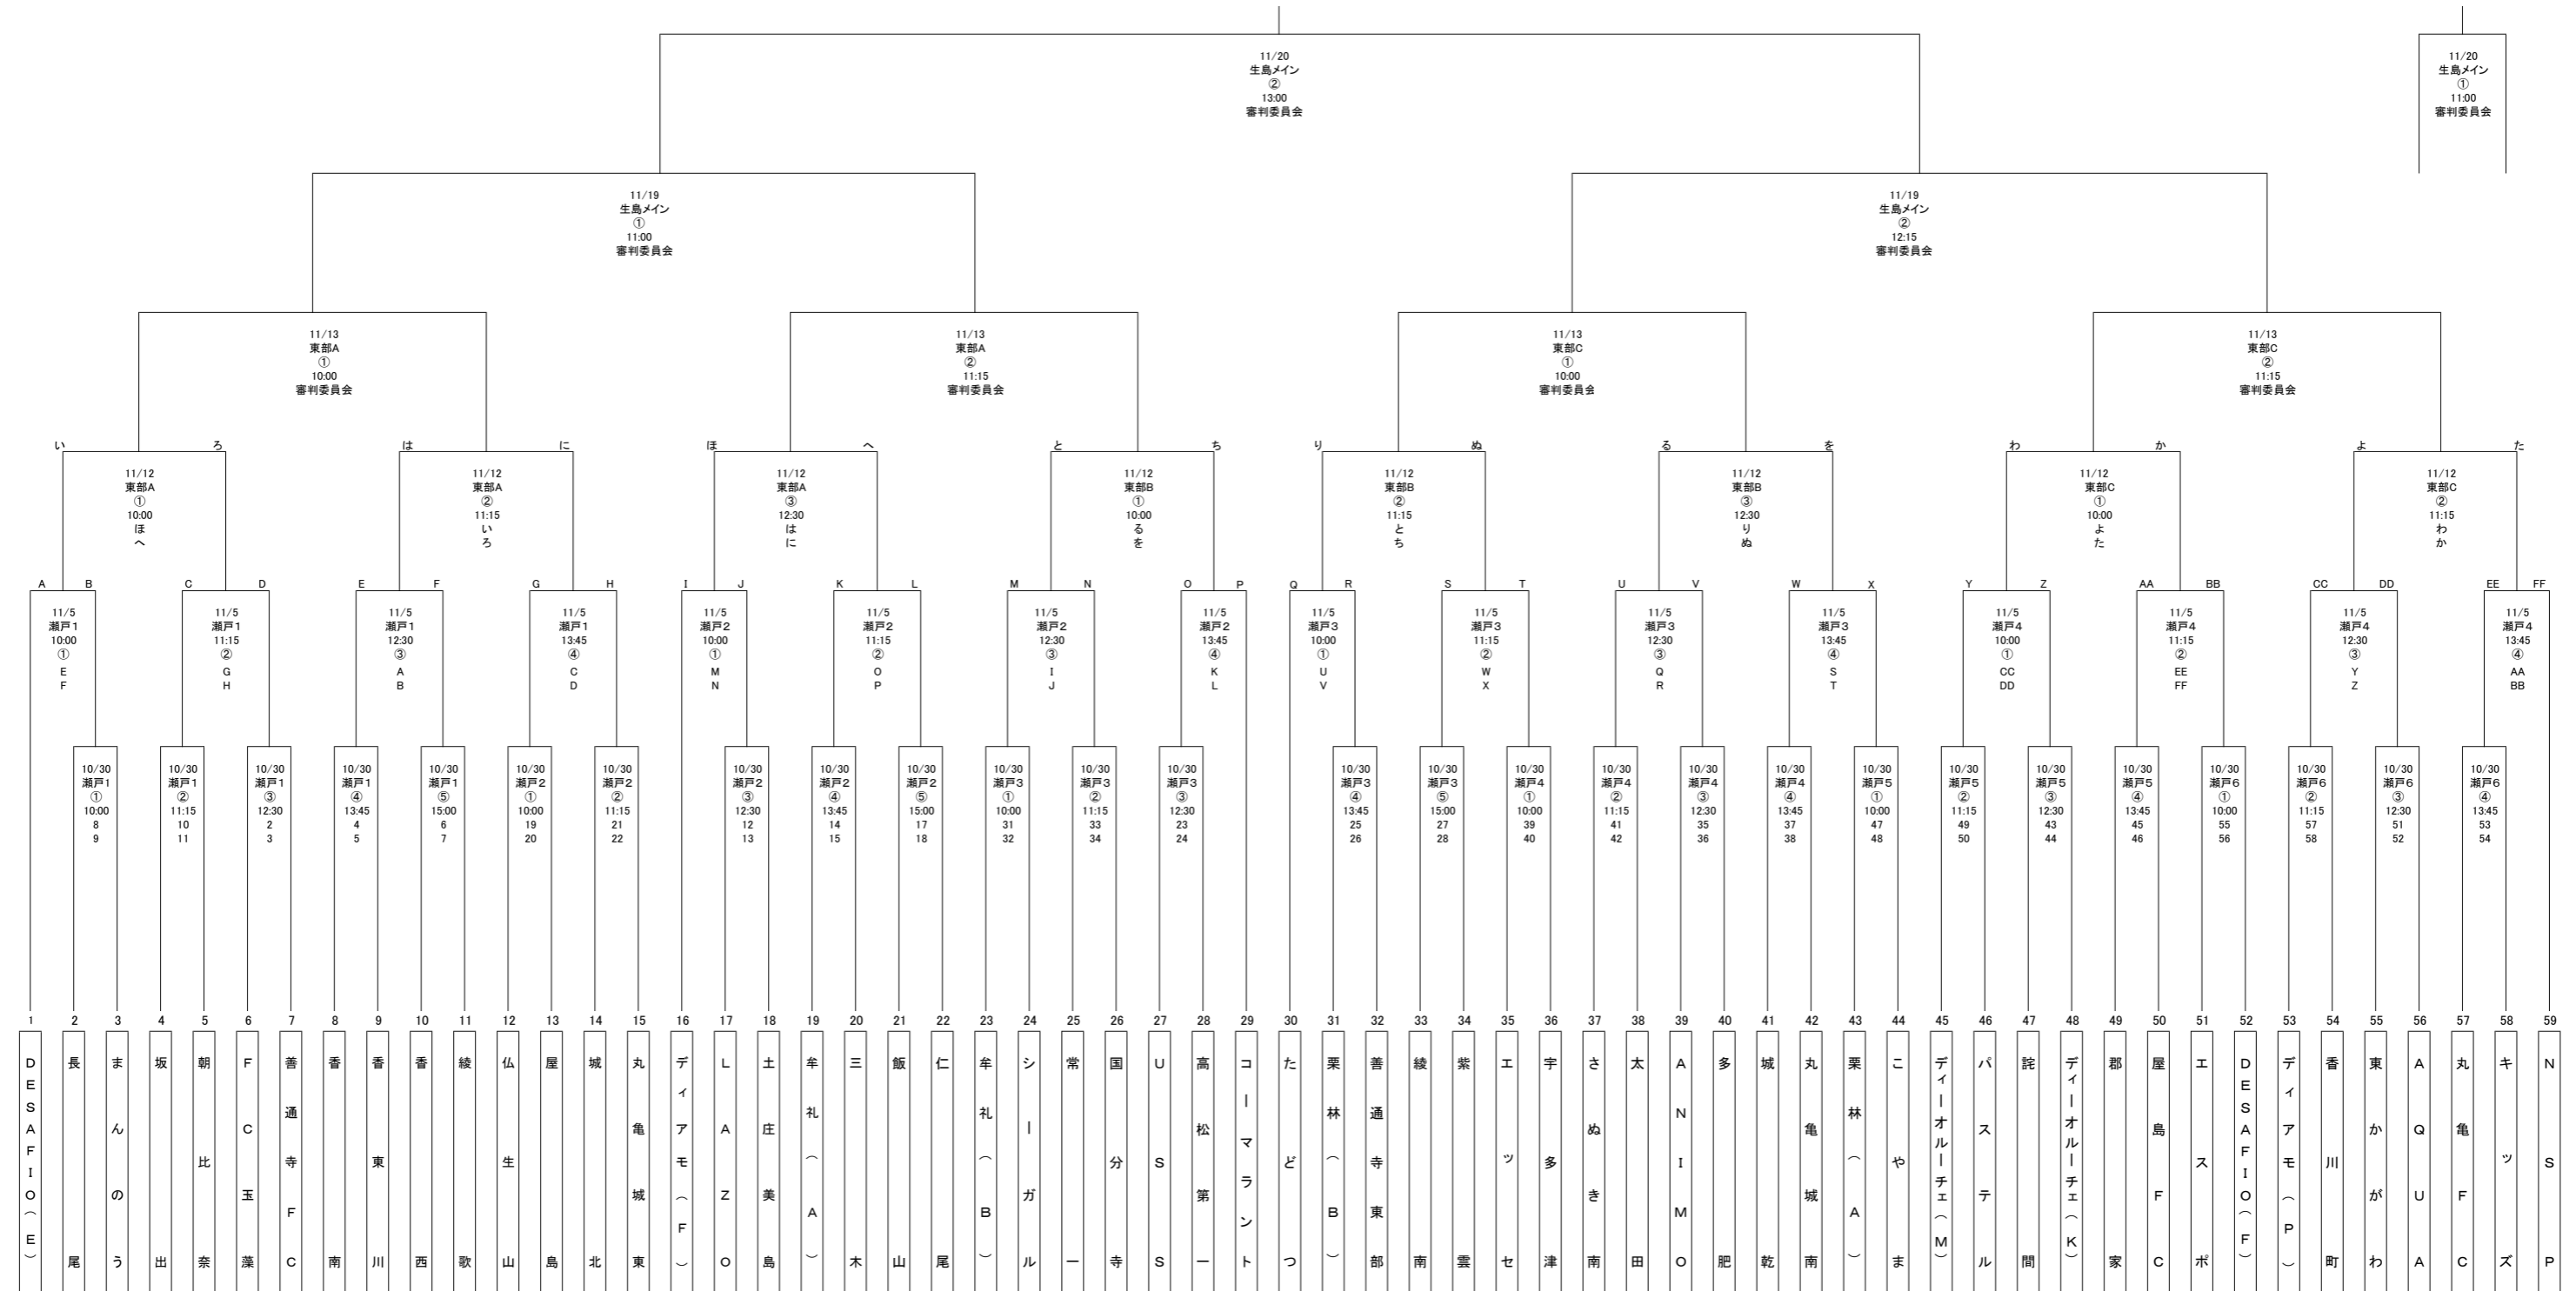 11/20
生島メイン
②
13:00
審判委員会
11/20
生島メイン
①
11:00
審判委員会
11/19
生島メイン
①
11:00
審判委員会
11/19
生島メイン
②
12:15
審判委員会
11/13
東部A
①
10:00
審判委員会
11/13
東部A
②
11:15
審判委員会
11/13
東部C
①
10:00
審判委員会
11/13
東部C
②
11:15
審判委員会
い ろ は に ほ へ と ち り ぬ る を わ か よ た
11/12
東部A
①
10:00
ほ
へ
11/12
東部A
②
11:15
い
ろ
11/12
東部A
③
12:30
は
に
11/12
東部B
①
10:00
る
を
11/12
東部B
②
11:15
と
ち
11/12
東部B
③
12:30
り
ぬ
11/12
東部C
①
10:00
よ
た
11/12
東部C
②
11:15
わ
か
A B C D E F G H I J K L M N O P Q R S T U V W X Y Z AA BB CC DD EE FF
11/5
瀬戸1
10:00
①
E
F
11/5
瀬戸1
11:15
②
G
H
11/5
瀬戸1
12:30
③
A
B
11/5
瀬戸1
13:45
④
C
D
11/5
瀬戸2
10:00
①
M
N
11/5
瀬戸2
11:15
②
O
P
11/5
瀬戸2
12:30
③
I
J
11/5
瀬戸2
13:45
④
K
L
11/5
瀬戸3
10:00
①
U
V
11/5
瀬戸3
11:15
②
W
X
11/5
瀬戸3
12:30
③
Q
R
11/5
瀬戸3
13:45
④
S
T
11/5
瀬戸4
10:00
①
CC
DD
11/5
瀬戸4
11:15
②
EE
FF
11/5
瀬戸4
12:30
③
Y
Z
11/5
瀬戸4
13:45
④
AA
BB
10/30
瀬戸1
①
10:00
8
9
10/30
瀬戸1
②
11:15
10
11
10/30
瀬戸1
③
12:30
2
3
10/30
瀬戸1
④
13:45
4
5
10/30
瀬戸1
⑤
15:00
6
7
10/30
瀬戸2
①
10:00
19
20
10/30
瀬戸2
②
11:15
21
22
10/30
瀬戸2
③
12:30
12
13
10/30
瀬戸2
④
13:45
14
15
10/30
瀬戸2
⑤
15:00
17
18
10/30
瀬戸3
①
10:00
31
32
10/30
瀬戸3
②
11:15
33
34
10/30
瀬戸3
③
12:30
23
24
10/30
瀬戸3
④
13:45
25
26
10/30
瀬戸3
⑤
15:00
27
28
10/30
瀬戸4
①
10:00
39
40
10/30
瀬戸4
②
11:15
41
42
10/30
瀬戸4
③
12:30
35
36
10/30
瀬戸4
④
13:45
37
38
10/30
瀬戸5
①
10:00
47
48
10/30
瀬戸5
②
11:15
49
50
10/30
瀬戸5
③
12:30
43
44
10/30
瀬戸5
④
13:45
45
46
10/30
瀬戸6
①
10:00
55
56
10/30
瀬戸6
②
11:15
57
58
10/30
瀬戸6
③
12:30
51
52
10/30
瀬戸6
④
13:45
53
54
1 2 3 4 5 6 7 8 9 10 11 12 13 14 15 16 17 18 19 20 21 22 23 24 25 26 27 28 29 30 31 32 33 34 35 36 37 38 39 40 41 42 43 44 45 46 47 48 49 50 51 52 53 54 55 56 57 58 59
DESAFIO(E)
長尾
まんのう
坂出
朝比奈
FC玉藻
善通寺FC
香南
香東川
香西
綾歌
仏生山
屋島
城北
丸亀城東
ディアモ(F)
LAZO
土庄美島
牟礼(A)
三木
飯山
仁尾
牟礼(B)
シーガル
常一
国分寺
USS
高松第一
コーマラント
たどつ
栗林(B)
善通寺東部
綾南
紫雲
エッセ
宇多津
さぬき南
太田
ANIMO
多肥
城乾
丸亀城南
栗林(A)
こやま
ディーオルーチェ(M)
パステル
詫間
ディーオルーチェ(K)
郡家
屋島FC
エスポ
DESAFIO(F)
ディアモ(P)
香川町
東かがわ
AQUA
丸亀FC
キッズ
NSP